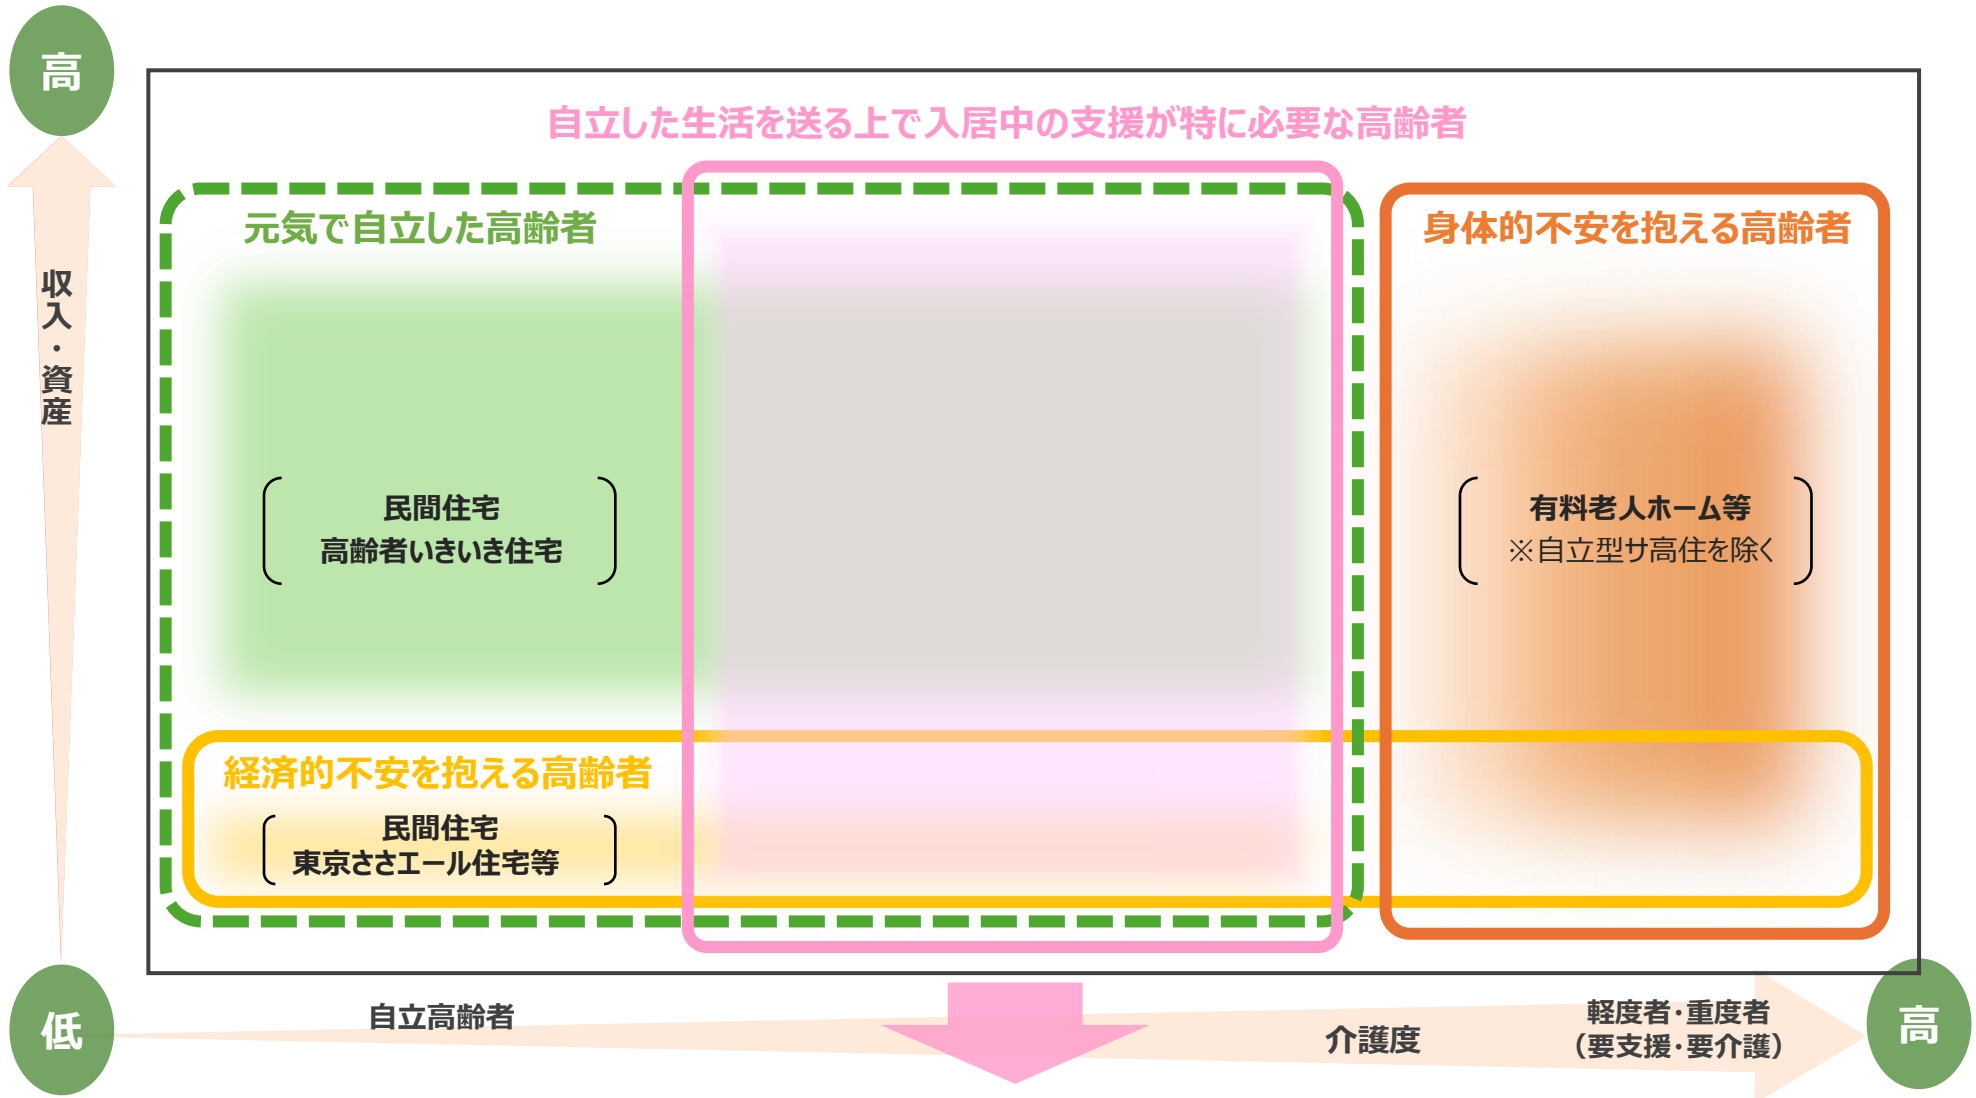 高
自立した生活を送る上で入居中の支援が特に必要な高齢者
元気で自立した高齢者
身体的不安を抱える高齢者
収入・資産
民間住宅
高齢者いきいき住宅
有料老人ホーム等
※自立型サ高住を除く
経済的不安を抱える高齢者
民間住宅
東京ささエール住宅等
低
自立高齢者
介護度
軽度者・重度者
（要支援・要介護）
高